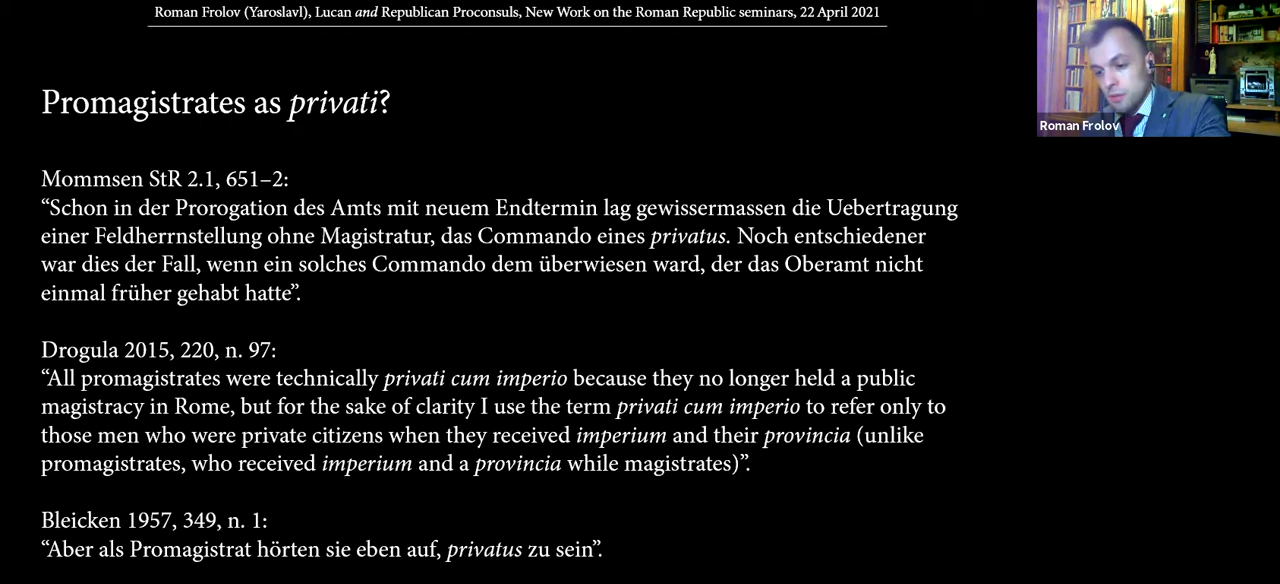 Roman Frolov (Yaroslavl), Lucan and Republican Proconsuls, New Work on the Roman Republic seminars, 22 April 2021
Promagistrates as privati?
Roman Frolov
Mommsen StR 2.1, 651–2:
“Schon in der Prorogation des Amts mit neuem Endtermin lag gewissermassen die Uebertragung
einer Feldherrnstellung ohne Magistratur, das Commando eines privatus. Noch entschiedener
war dies der Fall, wenn ein solches Commando dem überwiesen ward, der das Oberamt nicht
einmal früher gehabt hatte”.
Drogula 2015, 220, n. 97:
“All promagistrates were technically privati cum imperio because they no longer held a public
magistracy in Rome, but for the sake of clarity I use the term privati cum imperio to refer only to
those men who were private citizens when they received imperium and their provincia (unlike
promagistrates, who received imperium and a provincia while magistrates)”.
Bleicken 1957, 349, n. 1:
“Aber als Promagistrat hörten sie eben auf, privatus zu sein”.